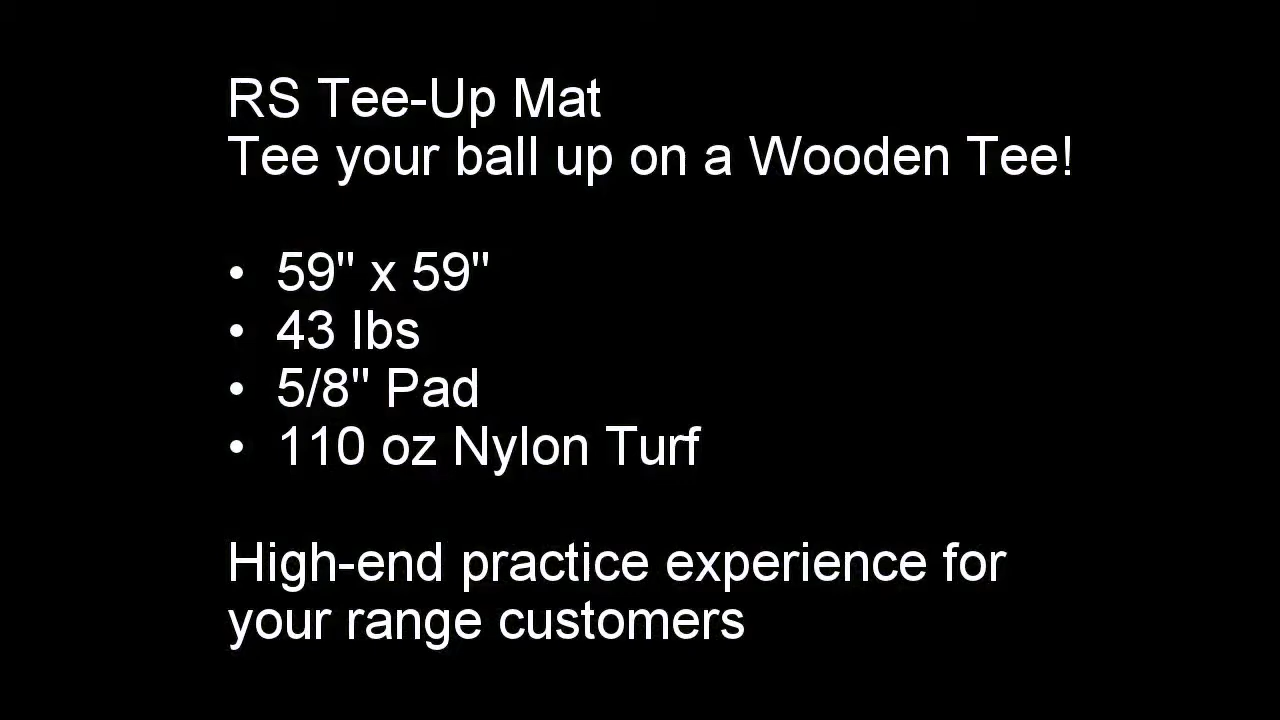 RS Tee-Up Mat
Tee your ball up on a Wooden Tee!
• 59" x 59"
• 43 lbs
• 5/8" Pad
• 110 oz Nylon Turf
High-end practice experience for
your range customers